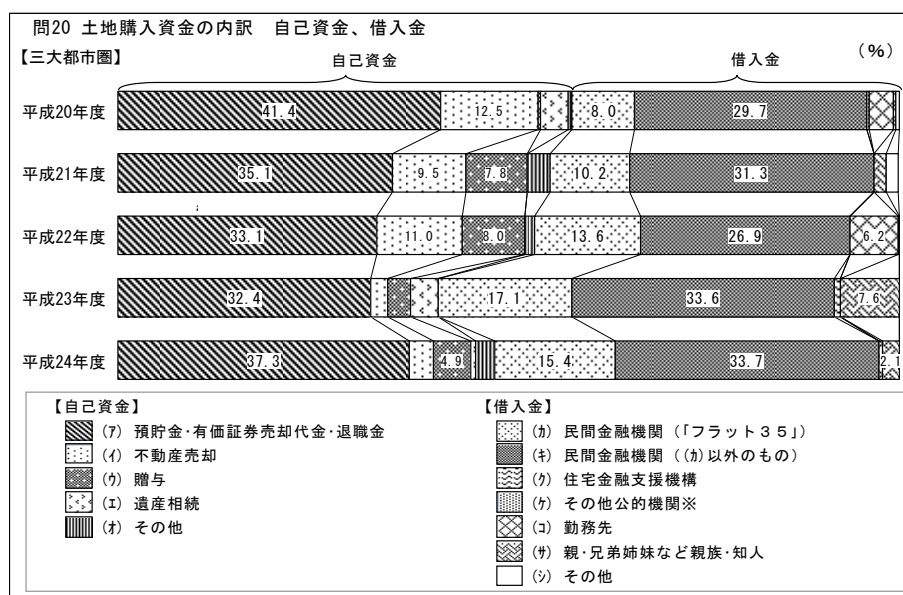 問20 土地購入資金の内訳　自己資金、借入金
【三大都市圏】
自己資金
借入金
(%)
平成20年度
41.4
12.5
8.0
29.7
平成21年度
35.1
9.5
7.8
10.2
31.3
平成22年度
33.1
11.0
8.0
13.6
26.9
6.2
平成23年度
32.4
17.1
33.6
7.6
平成24年度
37.3
4.9
15.4
33.7
2.1
【自己資金】
(ｱ) 預貯金･有価証券売却代金･退職金
(ｲ) 不動産売却
(ｳ) 贈与
(ｴ) 遺産相続
(ｵ) その他
【借入金】
(ｶ) 民間金融機関（｢フラット３５｣）
(ｷ) 民間金融機関（(ｶ)以外のもの）
(ｸ) 住宅金融支援機構
(ｹ) その他公的機関※
(ｺ) 勤務先
(ｻ) 親･兄弟姉妹など親族･知人
(ｼ) その他